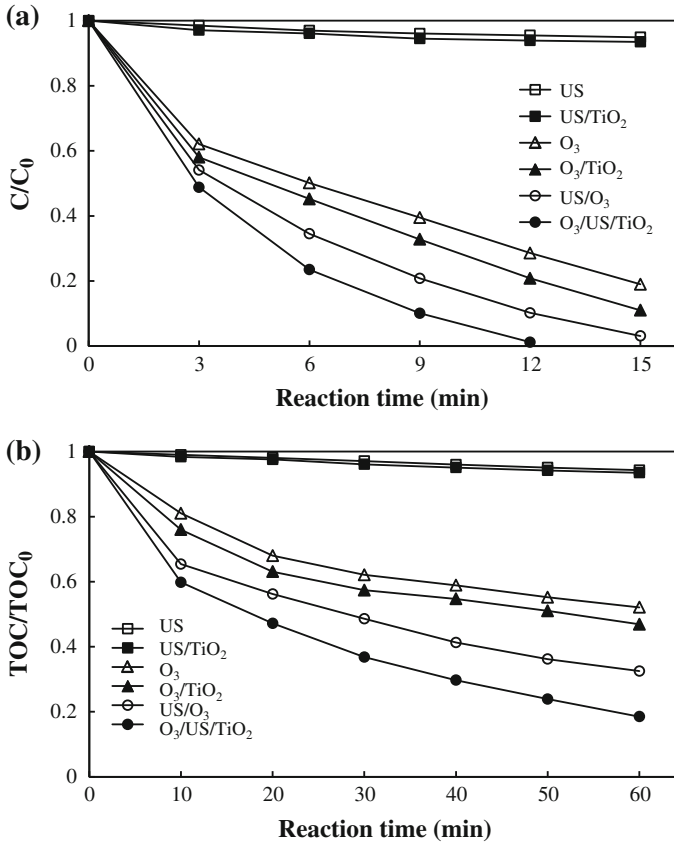 (a)
1
0.8
0.6
0.4
0.2
0
C/C₀
US
US/TiO₂
O₃
O₃/TiO₂
US/O₃
O₃/US/TiO₂
0 3 6 9 12 15
Reaction time (min)
(b)
1
0.8
0.6
0.4
0.2
0
TOC/TOC₀
US
US/TiO₂
O₃
O₃/TiO₂
US/O₃
O₃/US/TiO₂
0 10 20 30 40 50 60
Reaction time (min)